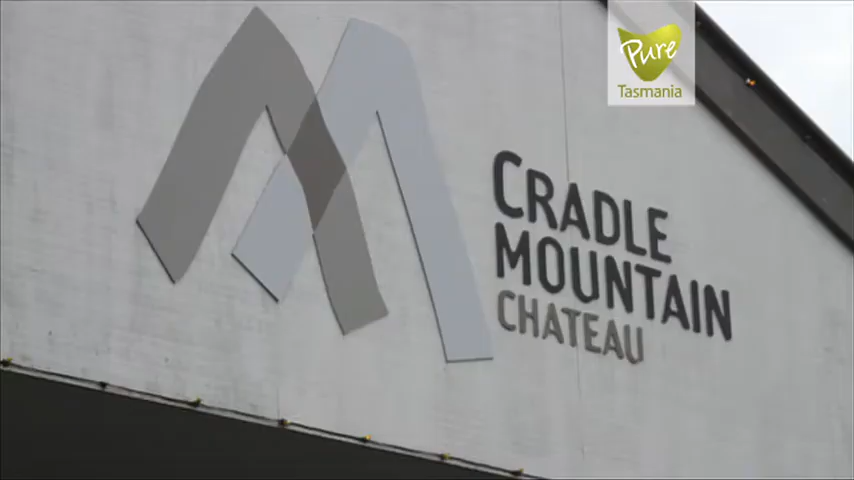 Pure
Tasmania
CRADLE
MOUNTAIN
CHATEAU